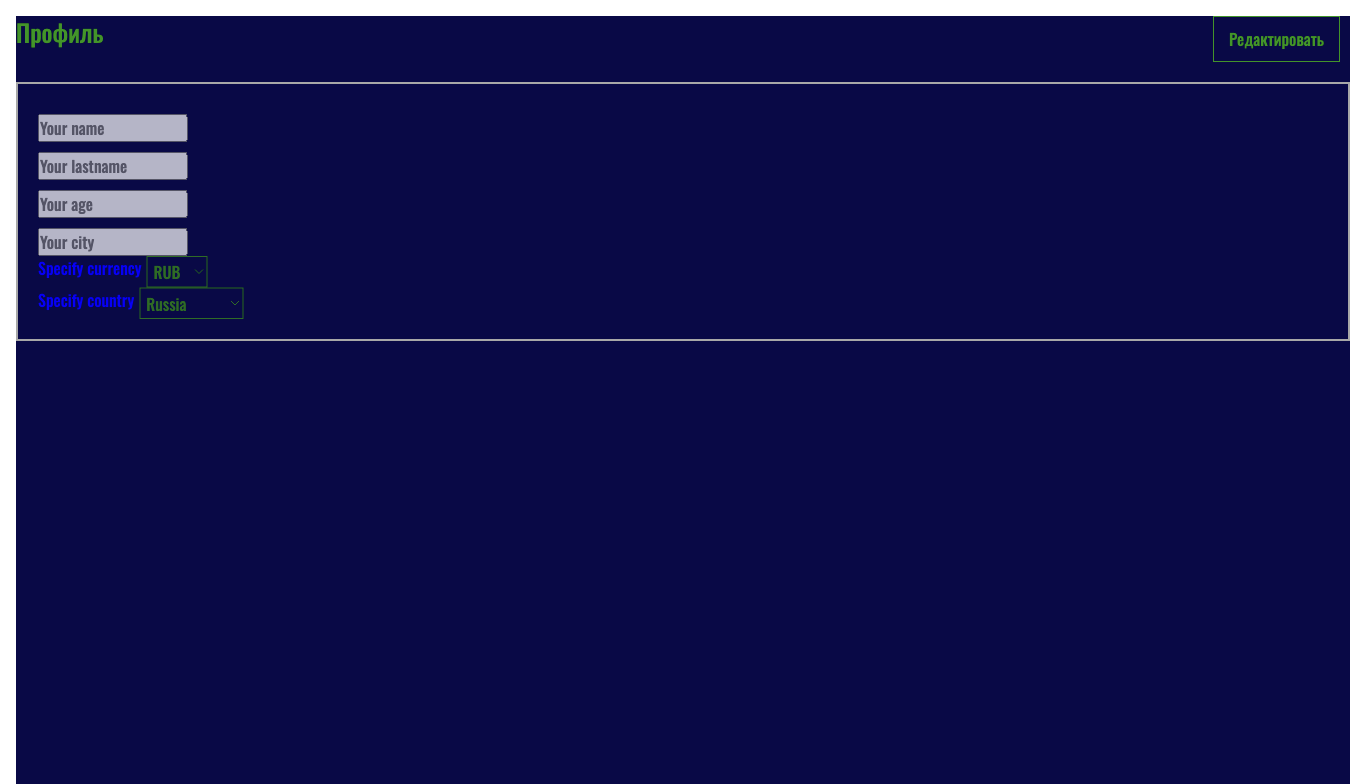 Профиль
Редактировать
Your name
Your lastname
Your age
Your city
Specify currency RUB
Specify country Russia